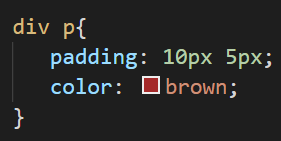 div p{
    padding: 10px 5px;
    color: brown;
}